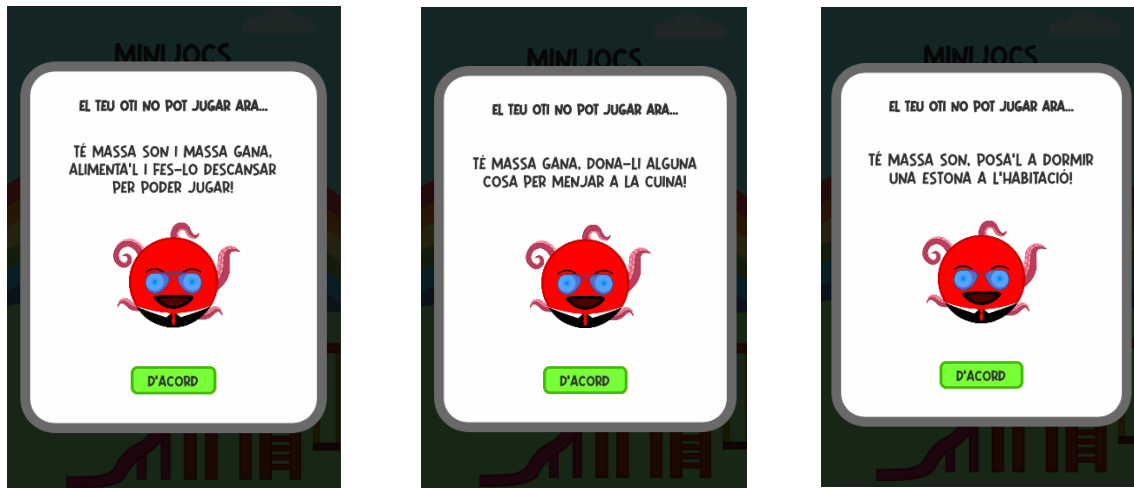 MINIJOCS
EL TEU OTI NO POT JUGAR ARA...
TÉ MASSA SON I MASSA GANA,
ALIMENTA'L I FES-LO DESCANSAR
PER PODER JUGAR!
D'ACORD
MINIJOCS
EL TEU OTI NO POT JUGAR ARA...
TÉ MASSA GANA, DONA-LI ALGUNA
COSA PER MENJAR A LA CUINA!
D'ACORD
MINIJOCS
EL TEU OTI NO POT JUGAR ARA...
TÉ MASSA SON, POSA'L A DORMIR
UNA ESTONA A L'HABITACIÓ!
D'ACORD